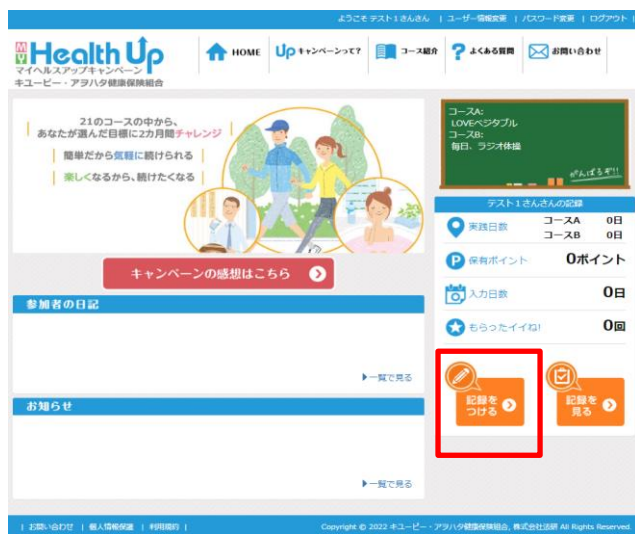 ようこそ テスト1さんさん | ユーザー情報変更 | パスワード変更 | ログアウト |
MY Health Up
マイヘルスアップキャンペーン
キユーピー・アヲハタ健康保険組合
HOME
Up キャンペーンって?
コース紹介
? よくある質問
お問い合わせ
21のコースの中から、
あなたが選んだ目標に2カ月間チャレンジ
簡単だから気軽に続けられる
楽しくなるから、続けたくなる
コースA:
LOVEベジタブル
コースB:
毎日、ラジオ体操
がんばるぞ!!
テスト1さんさんの記録
実践日数 コースA 0日
コースB 0日
P 保有ポイント 0ポイント
入力日数 0日
もらったイイね! 0回
キャンペーンの感想はこちら
参加者の日記
一覧で見る
記録を
つける
記録を
見る
お知らせ
一覧で見る
| お問い合わせ | 個人情報保護 | 利用規約 |
Copyright © 2022 キユーピー・アヲハタ健康保険組合, 株式会社法研 All Rights Reserved.